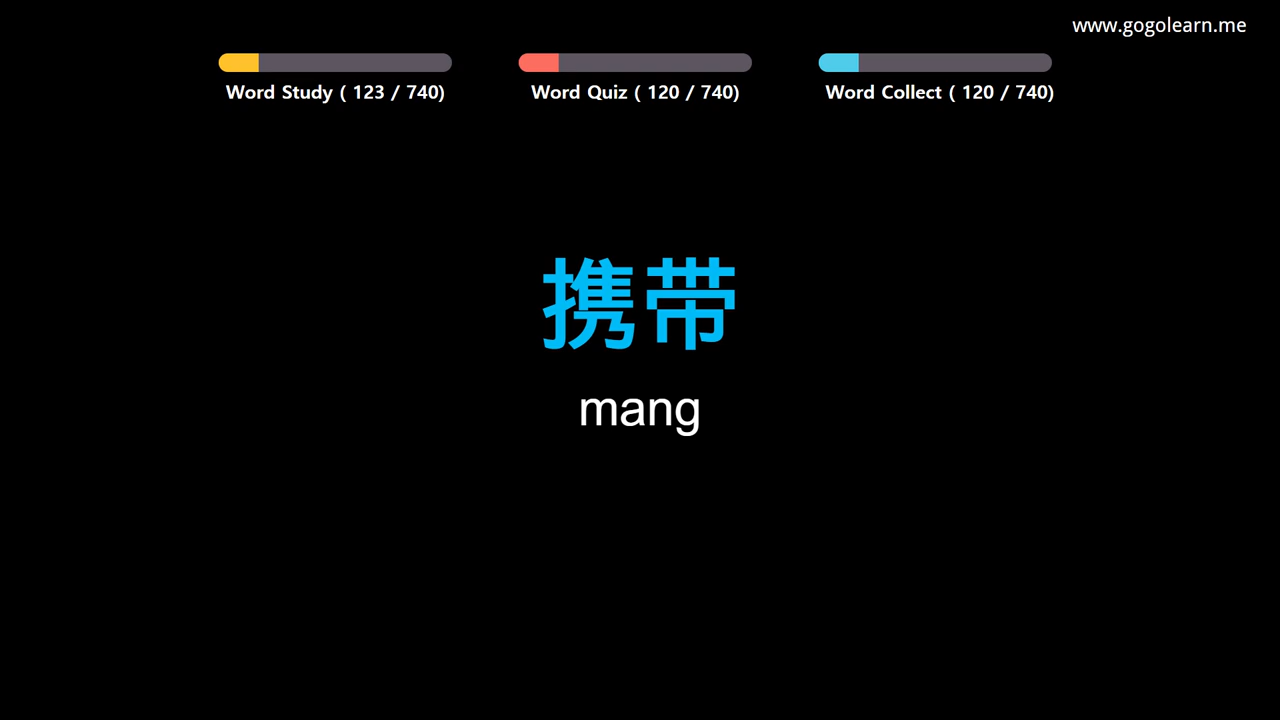 www.gogolearn.me
Word Study ( 123 / 740)
Word Quiz ( 120 / 740)
Word Collect ( 120 / 740)
携带
mang